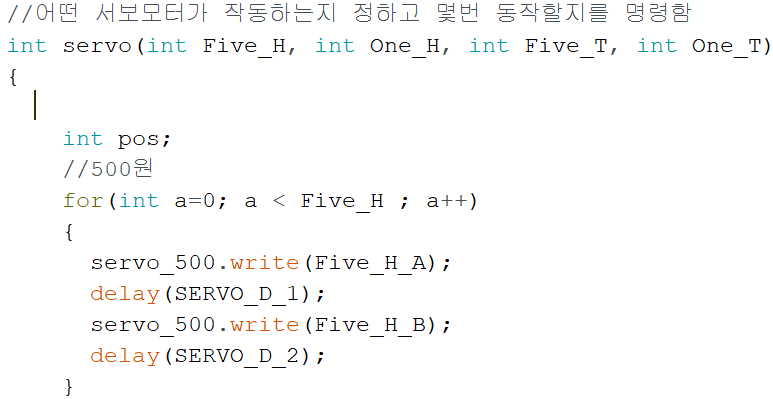 //어떤 서보모터가 작동하는지 정하고 몇번 동작할지를 명령함
int servo(int Five_H, int One_H, int Five_T, int One_T)
{
int pos;
//500원
for(int a=0; a < Five_H ; a++)
{
servo_500.write(Five_H_A);
delay(SERVO_D_1);
servo_500.write(Five_H_B);
delay(SERVO_D_2);
}